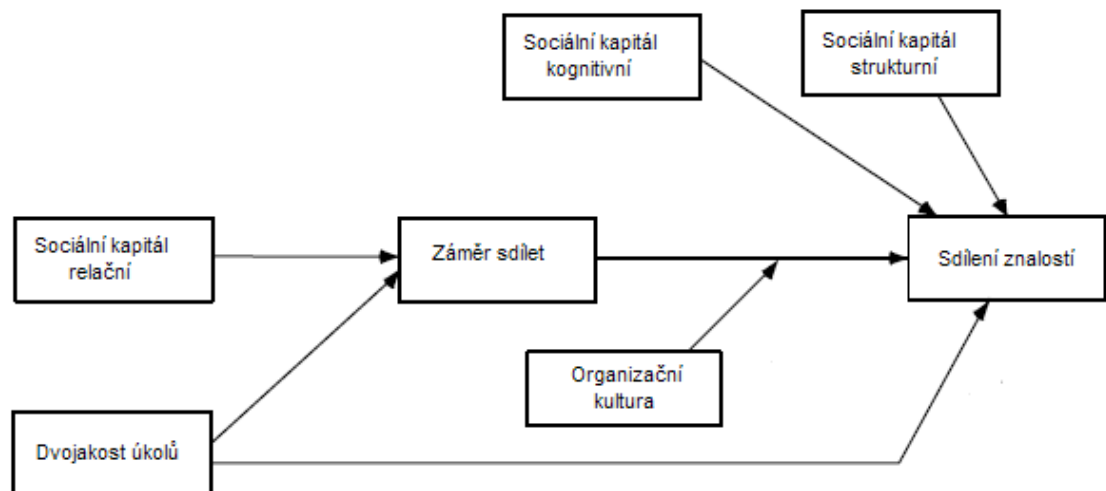 Sociální kapitál
kognitivní
Sociální kapitál
strukturní
Sociální kapitál
relační
Záměr sdílet
Sdílení znalostí
Organizační
kultura
Dvojakost úkolů